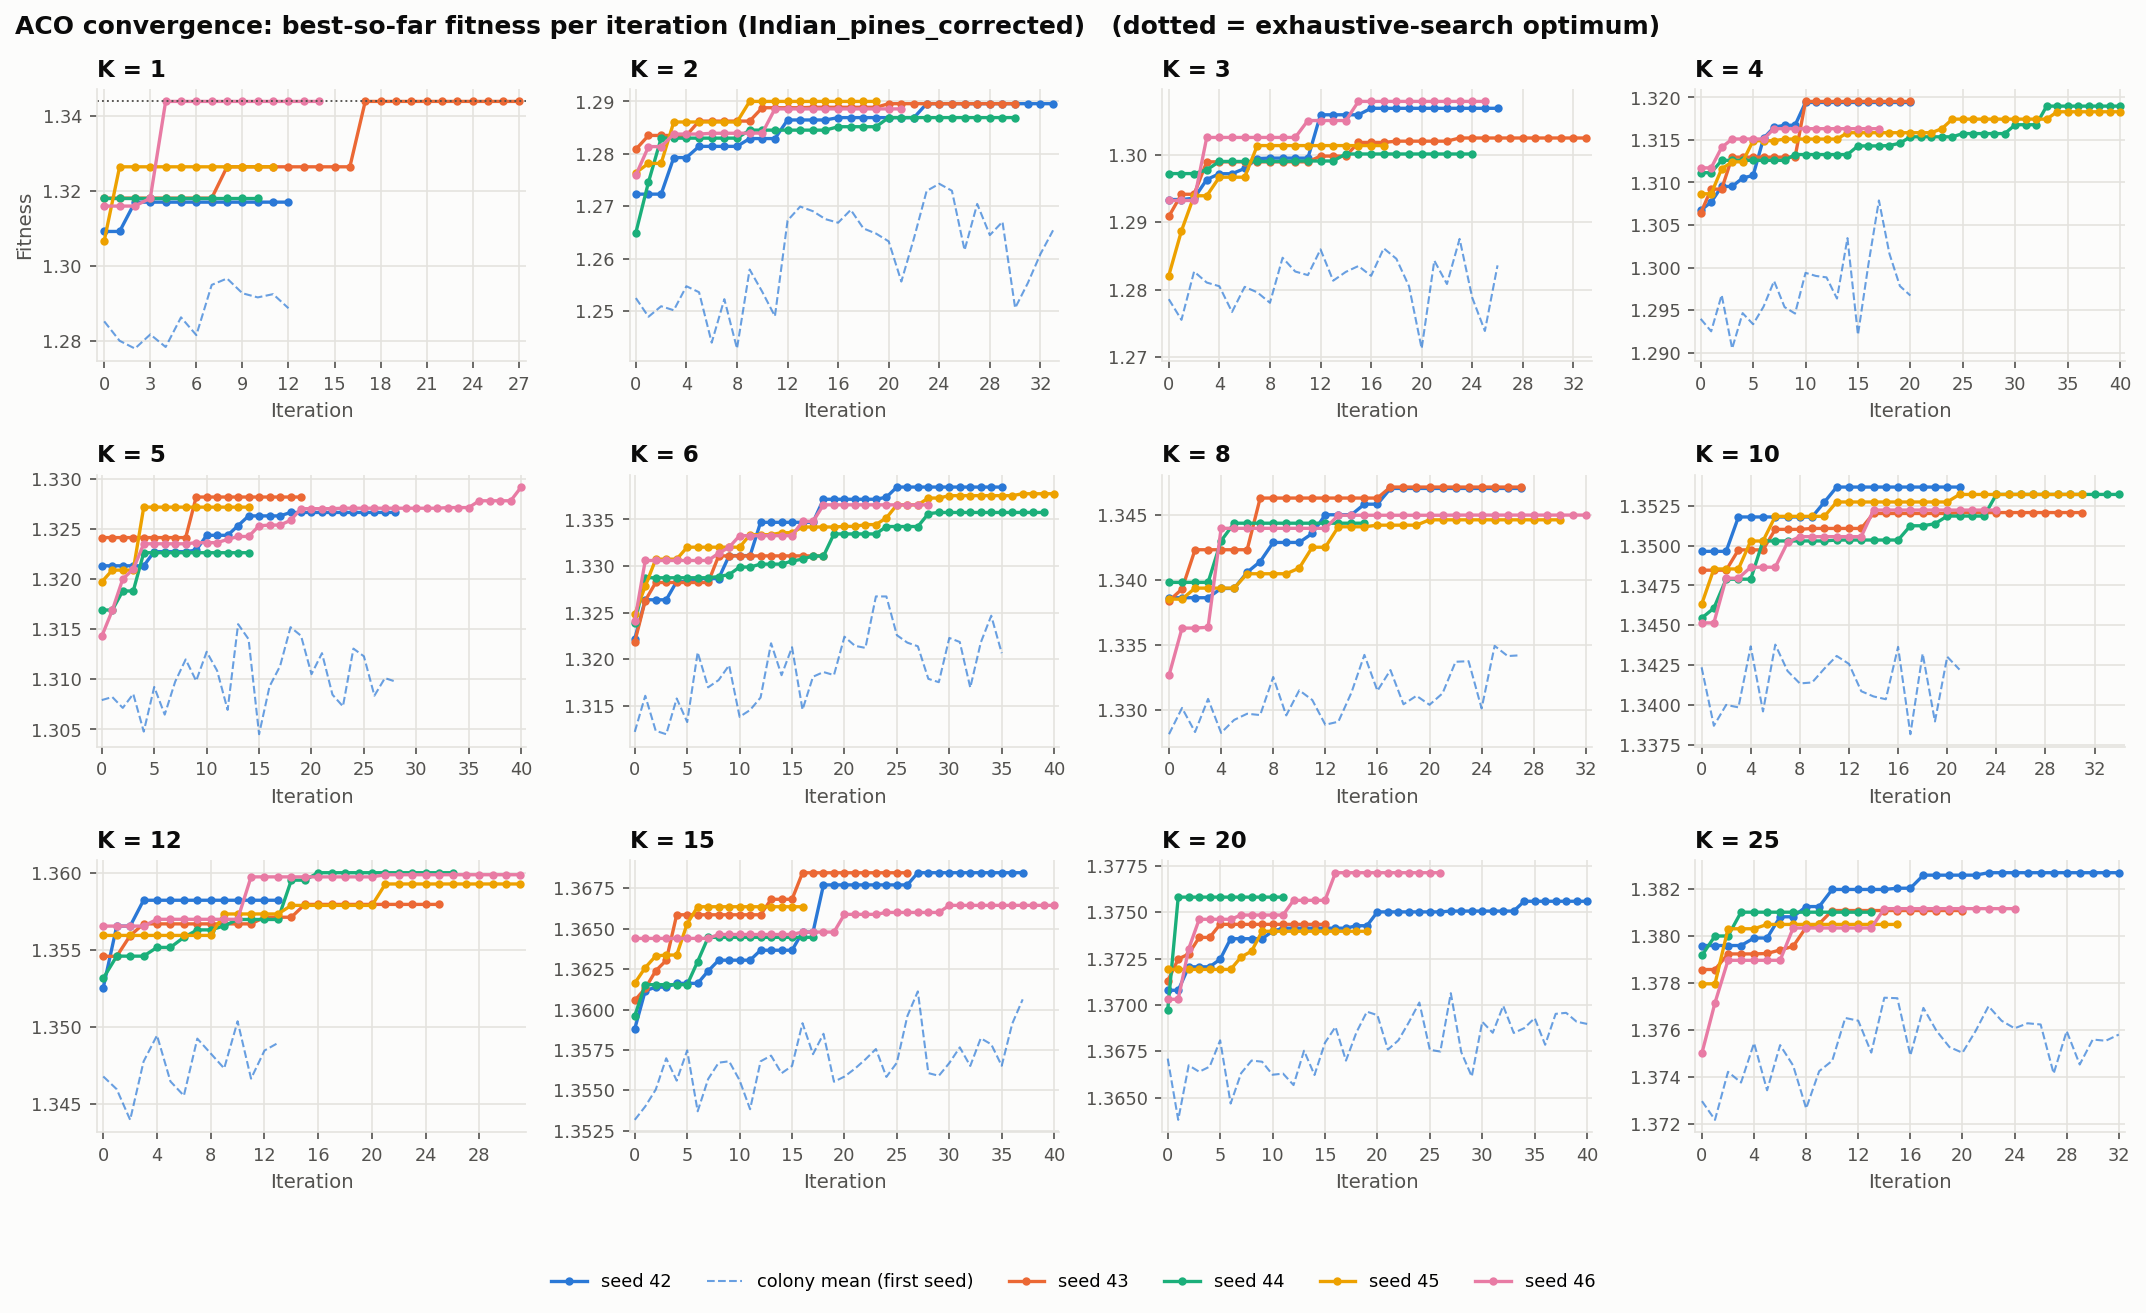 ACO convergence: best-so-far fitness per iteration (Indian_pines_corrected)   (dotted = exhaustive-search optimum)
K = 1
K = 2
K = 3
K = 4
Fitness
1.34
1.32
1.30
1.28
0 3 6 9 12 15 18 21 24 27
Iteration
1.29
1.28
1.27
1.26
1.25
0 4 8 12 16 20 24 28 32
Iteration
1.30
1.29
1.28
1.27
0 4 8 12 16 20 24 28 32
Iteration
1.320
1.315
1.310
1.305
1.300
1.295
1.290
0 5 10 15 20 25 30 35 40
Iteration
K = 5
K = 6
K = 8
K = 10
1.330
1.325
1.320
1.315
1.310
1.305
0 5 10 15 20 25 30 35 40
Iteration
1.335
1.330
1.325
1.320
1.315
0 5 10 15 20 25 30 35 40
Iteration
1.345
1.340
1.335
1.330
0 4 8 12 16 20 24 28 32
Iteration
1.3525
1.3500
1.3475
1.3450
1.3425
1.3400
1.3375
0 4 8 12 16 20 24 28 32
Iteration
K = 12
K = 15
K = 20
K = 25
1.360
1.355
1.350
1.345
0 4 8 12 16 20 24 28
Iteration
1.3675
1.3650
1.3625
1.3600
1.3575
1.3550
1.3525
0 5 10 15 20 25 30 35 40
Iteration
1.3775
1.3750
1.3725
1.3700
1.3675
1.3650
0 5 10 15 20 25 30 35 40
Iteration
1.382
1.380
1.378
1.376
1.374
1.372
0 4 8 12 16 20 24 28 32
Iteration
seed 42 colony mean (first seed) seed 43 seed 44 seed 45 seed 46